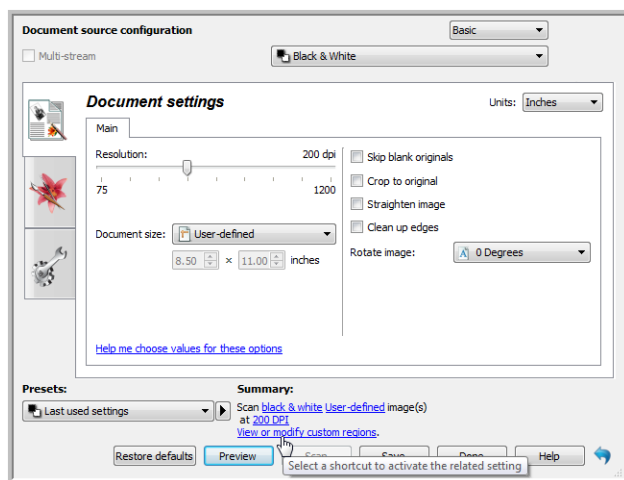 Document source configuration
Basic
Multi-stream
Black & White
Document settings
Units: Inches
Main
Resolution: 200 dpi
75 1200
Skip blank originals
Crop to original
Straighten image
Clean up edges
Document size: User-defined
Rotate image: 0 Degrees
8.50 × 11.00 inches
Help me choose values for these options
Presets:
Last used settings
Summary:
Scan black & white User-defined image(s)
at 200 DPI
View or modify custom regions.
Restore defaults Preview Scan Save Done Help
Select a shortcut to activate the related setting